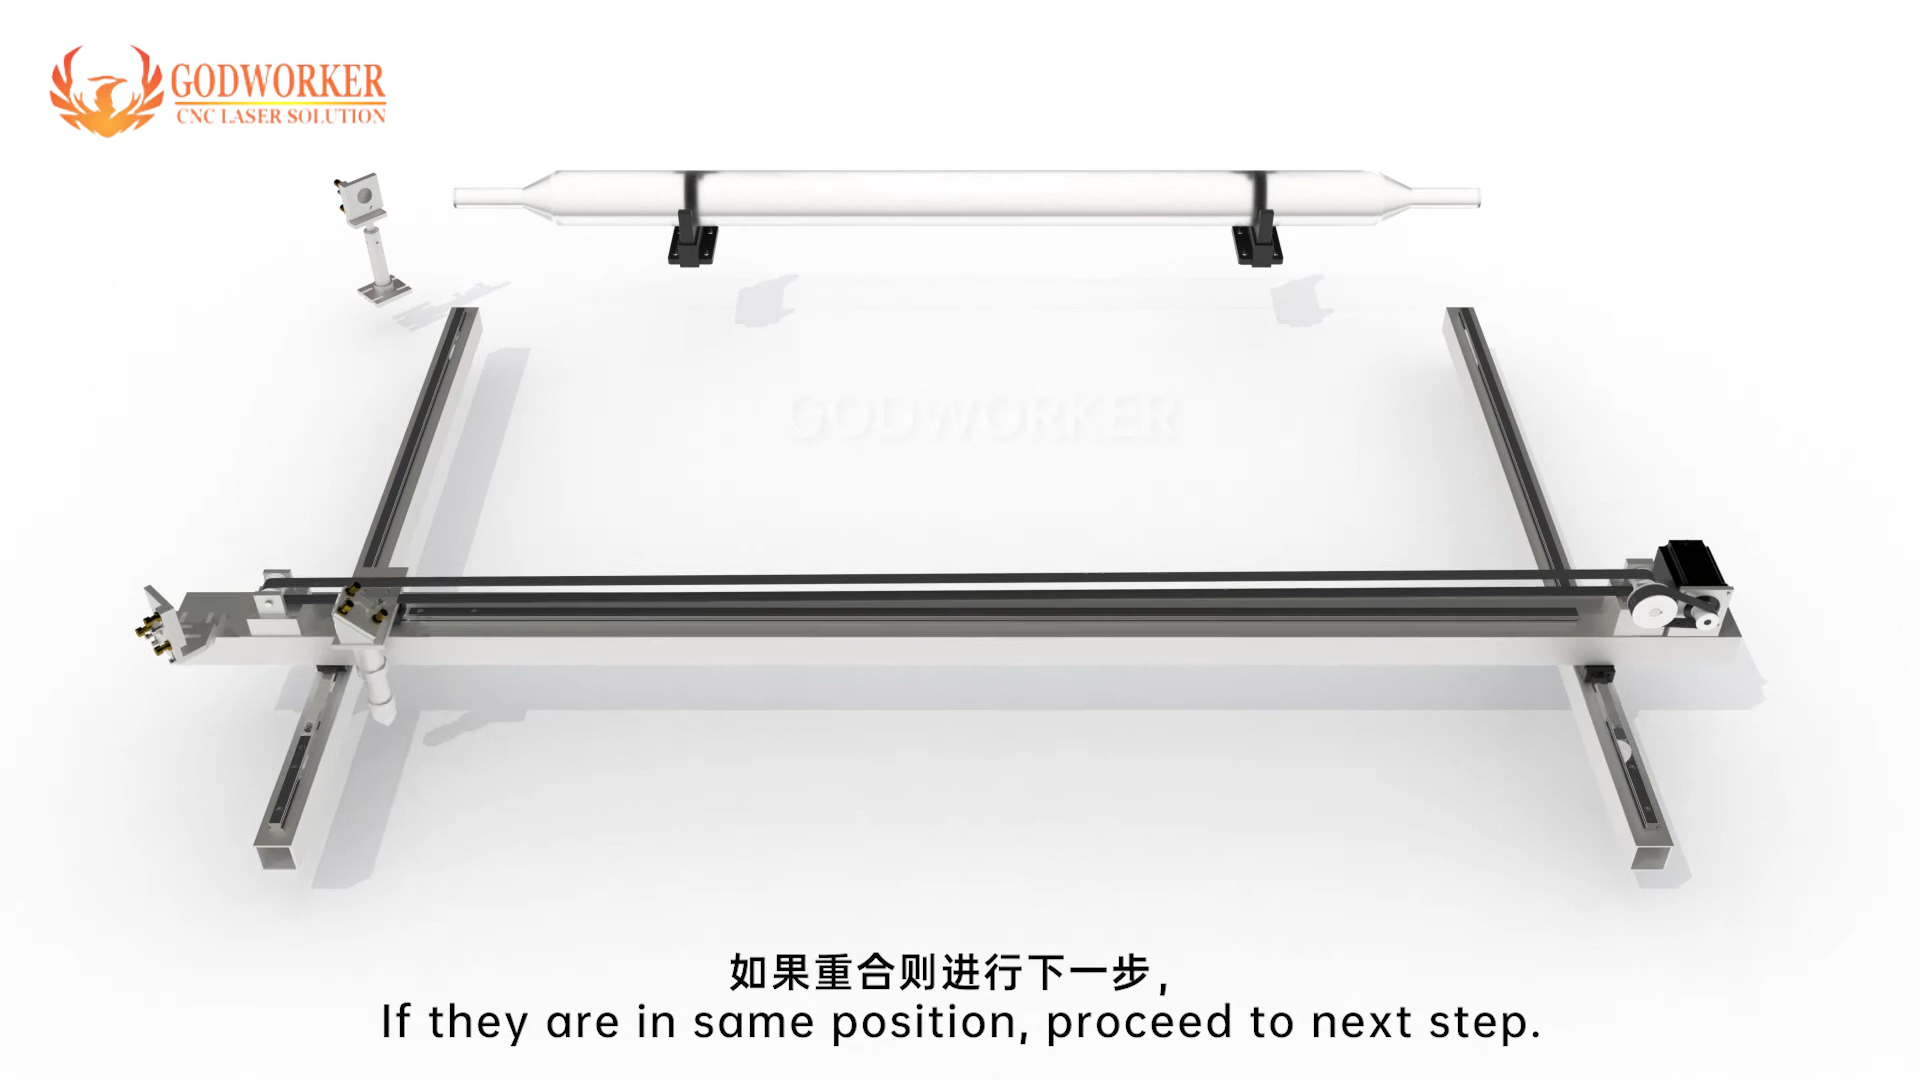 GODWORKER
CNC LASER SOLUTION
GODWORKER
如果重合则进行下一步,
If they are in same position, proceed to next step.